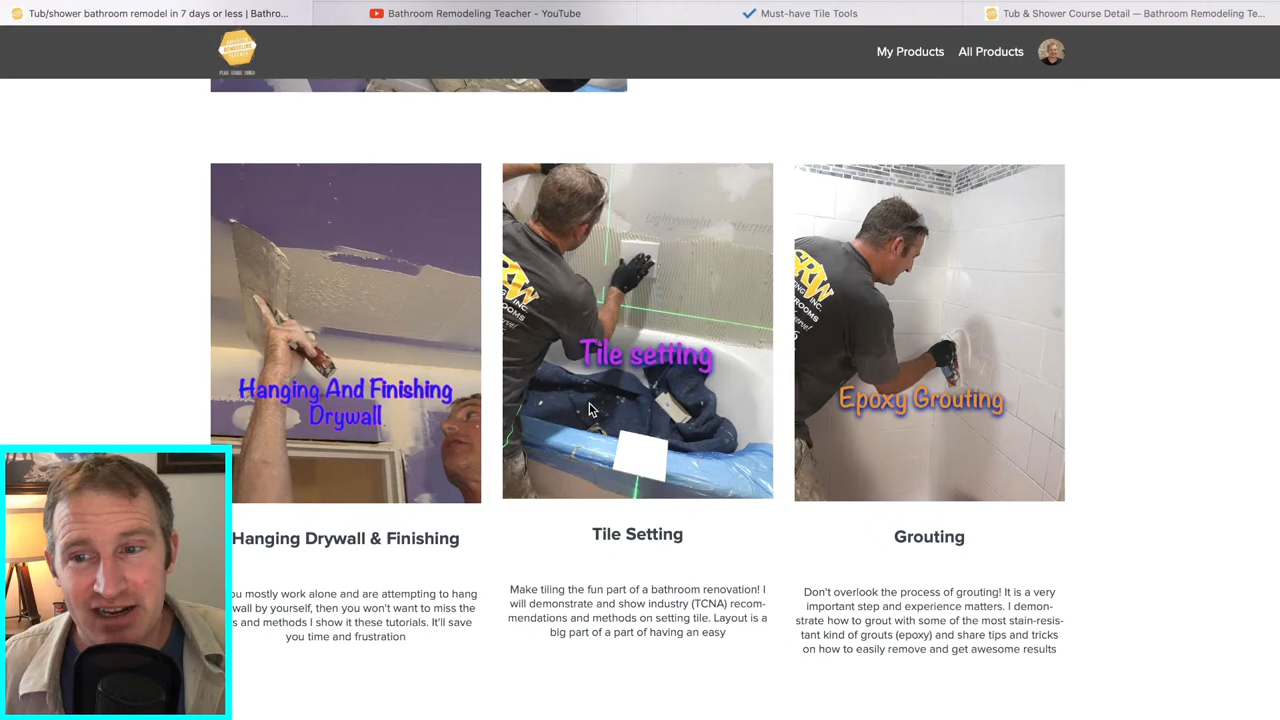 Tub/shower bathroom remodel in 7 days or less | Bathro...
Bathroom Remodeling Teacher - YouTube
Must-have Tile Tools
Tub & Shower Course Detail — Bathroom Remodeling Te...
My Products
All Products
Lightweight
Hanging And Finishing
Drywall
Tile setting
Epoxy Grouting
Hanging Drywall & Finishing
Tile Setting
Grouting
ou mostly work alone and are attempting to hang
wall by yourself, then you won't want to miss the
s and methods I show it these tutorials. It'll save
you time and frustration
Make tiling the fun part of a bathroom renovation! I
will demonstrate and show industry (TCNA) recom-
mendations and methods on setting tile. Layout is a
big part of a part of having an easy
Don't overlook the process of grouting! It is a very
important step and experience matters. I demon-
strate how to grout with some of the most stain-resis-
tant kind of grouts (epoxy) and share tips and tricks
on how to easily remove and get awesome results